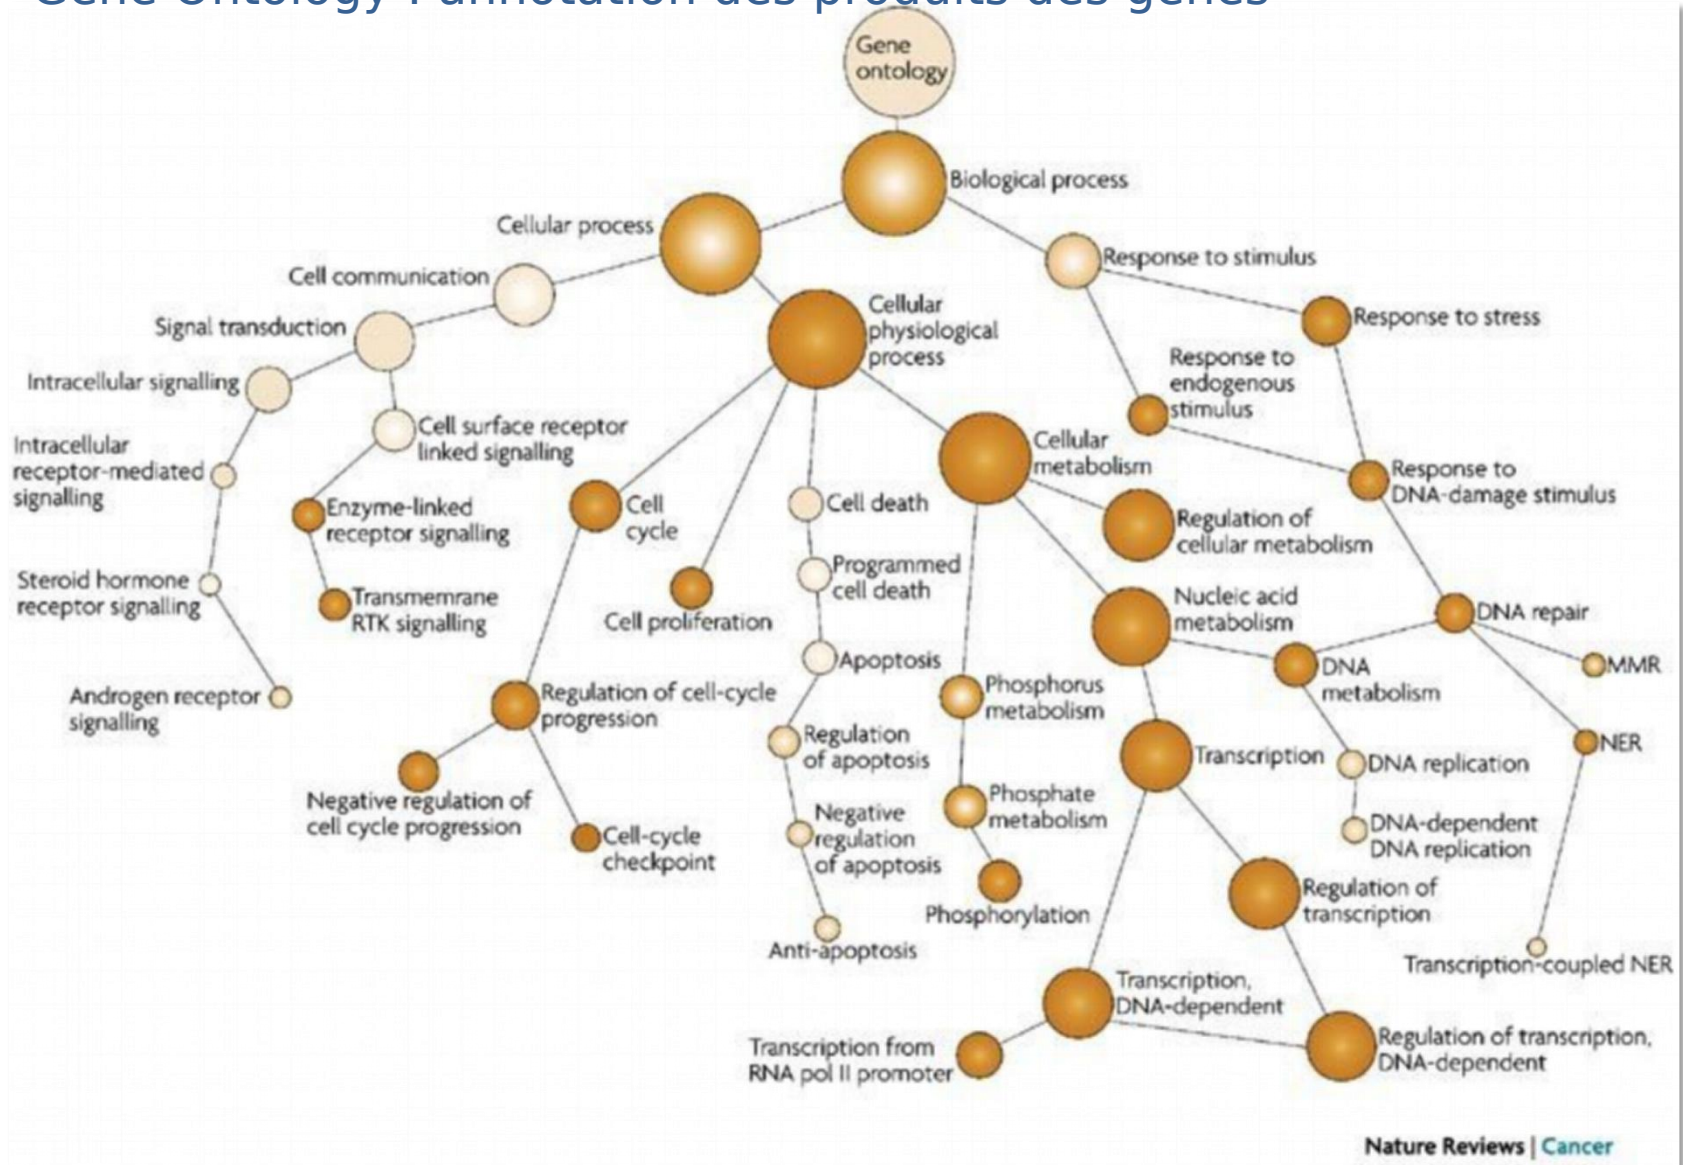 Gene Ontology : annotation des produits des gènes
Gene
ontology
Biological process
Cellular process
Response to stimulus
Cell communication
Cellular
physiological
process
Signal transduction
Response to stress
Response to
endogenous
stimulus
Intracellular signalling
Cell surface receptor
linked signalling
Cellular
metabolism
Intracellular
receptor-mediated
signalling
Response to
DNA-damage stimulus
Enzyme-linked
receptor signalling
Cell
cycle
Cell death
Regulation of
cellular metabolism
Steroid hormone
receptor signalling
Transmemrane
RTK signalling
Cell proliferation
Programmed
cell death
Nucleic acid
metabolism
DNA repair
Apoptosis
DNA
metabolism
MMR
Androgen receptor
signalling
Regulation of cell-cycle
progression
Phosphorus
metabolism
Regulation
of apoptosis
Transcription
DNA replication
NER
Negative regulation of
cell cycle progression
Cell-cycle
checkpoint
Negative
regulation
of apoptosis
Phosphate
metabolism
DNA-dependent
DNA replication
Phosphorylation
Regulation of
transcription
Anti-apoptosis
Transcription-coupled NER
Transcription,
DNA-dependent
Transcription from
RNA pol II promoter
Regulation of transcription,
DNA-dependent
Nature Reviews | Cancer